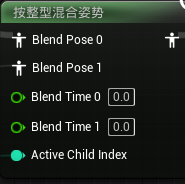 按整型混合姿势
Blend Pose 0
Blend Pose 1
Blend Time 0 0.0
Blend Time 1 0.0
Active Child Index